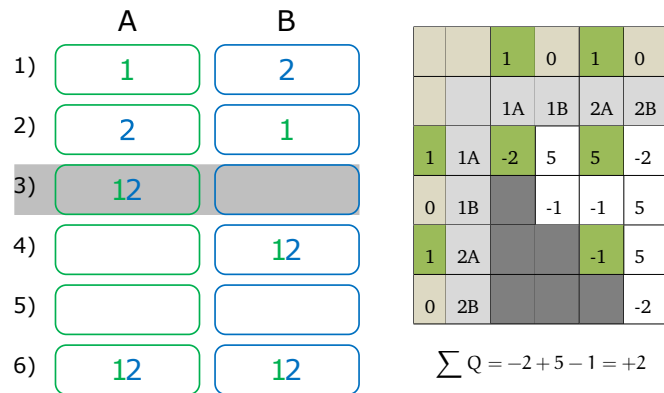 A B
1) 1 2
2) 2 1
3) 12
4) 12
5)
6) 12 12
1 0 1 0
1A 1B 2A 2B
1 1A -2 5 5 -2
0 1B -1 -1 5
1 2A -1 5
0 2B -2
∑ Q = −2 + 5 − 1 = +2